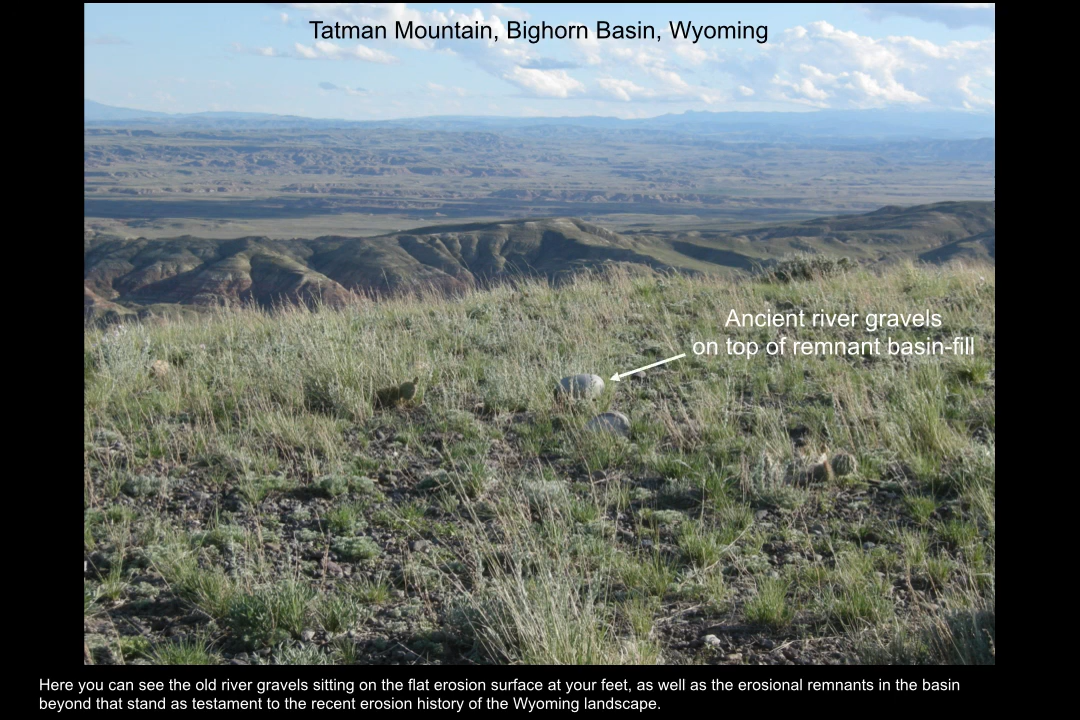 Tatman Mountain, Bighorn Basin, Wyoming
Ancient river gravels
on top of remnant basin-fill
Here you can see the old river gravels sitting on the flat erosion surface at your feet, as well as the erosional remnants in the basin
beyond that stand as testament to the recent erosion history of the Wyoming landscape.